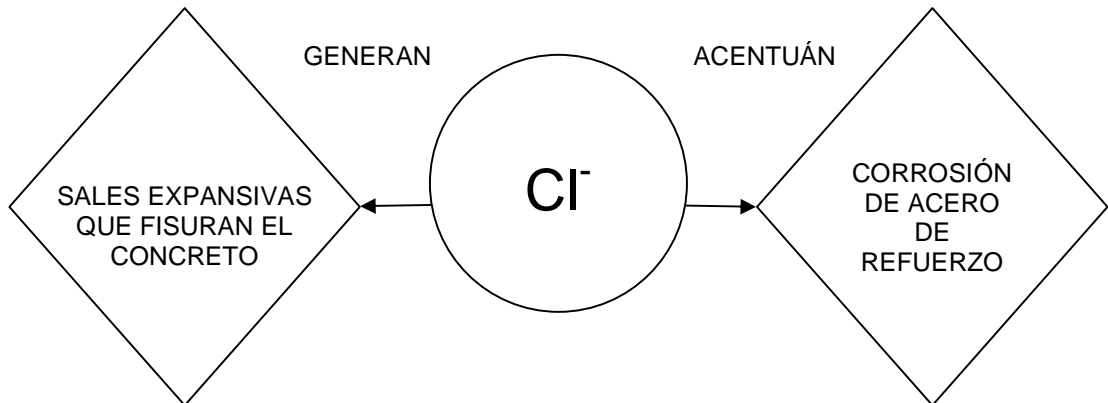 GENERAN
ACENTUÁN
SALES EXPANSIVAS
QUE FISURAN EL
CONCRETO
Cl⁻
CORROSIÓN
DE ACERO
DE
REFUERZO